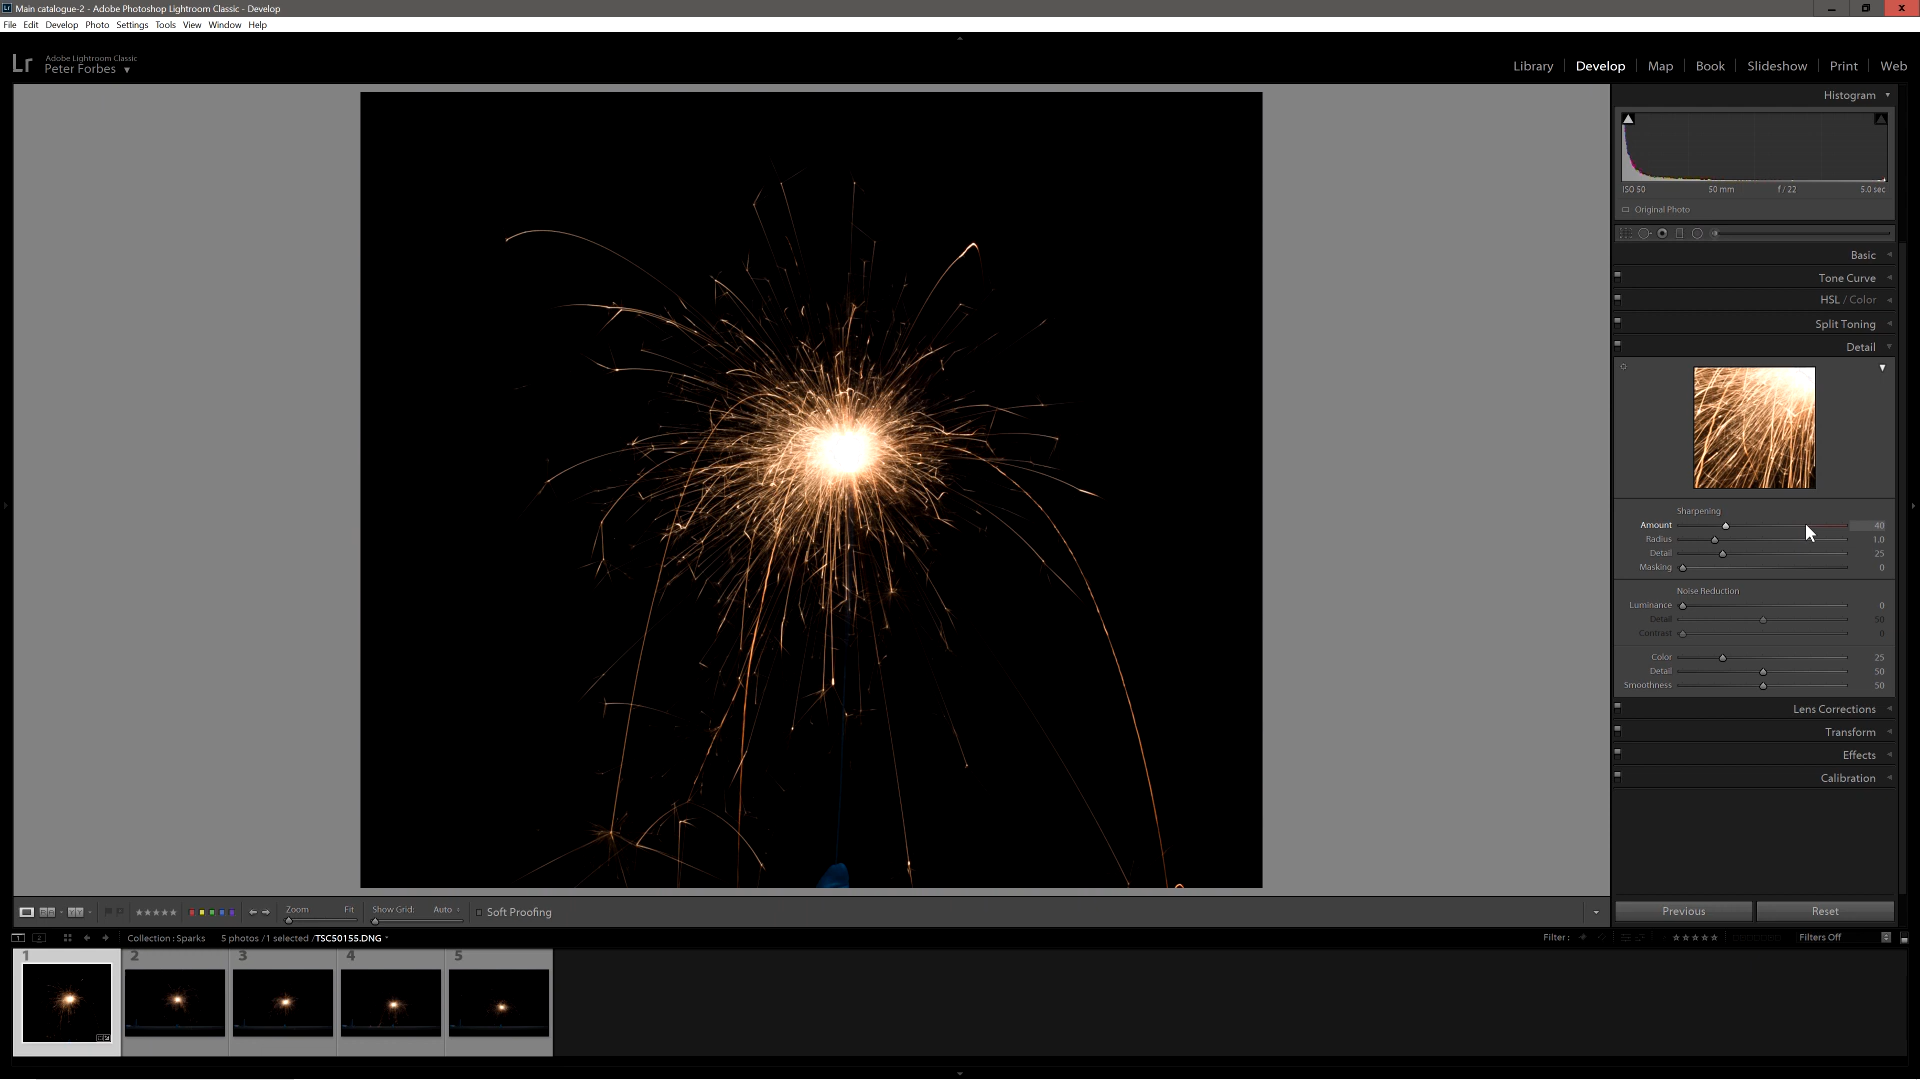 Lr Main catalogue-2 - Adobe Photoshop Lightroom Classic - Develop
File Edit Develop Photo Settings Tools View Window Help
Lr Adobe Lightroom Classic
Peter Forbes
Library Develop Map Book Slideshow Print Web
Histogram
ISO 50 50 mm f / 22 5.0 sec
Original Photo
Basic
Tone Curve
HSL / Color
Split Toning
Detail
Sharpening
Amount 40
Radius 1.0
Detail 25
Masking 0
Noise Reduction
Luminance 0
Detail 50
Contrast 0
Color 25
Detail 50
Smoothness 50
Lens Corrections
Transform
Effects
Calibration
Previous Reset
Zoom Fit Show Grid: Auto Soft Proofing
1 2 Collection : Sparks 5 photos / 1 selected / TSC50155.DNG Filter : Filters Off
1 2 3 4 5